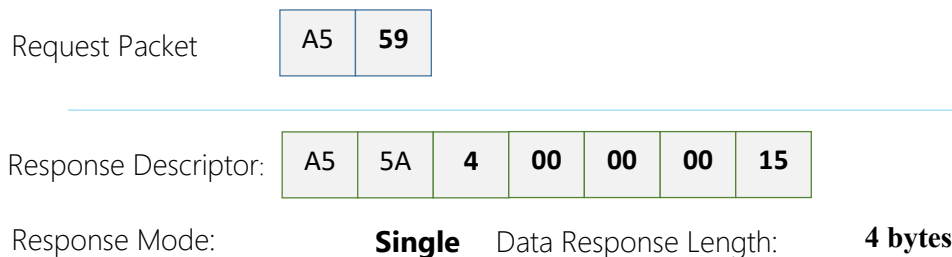 Request Packet A5 59
Response Descriptor: A5 5A 4 00 00 00 15
Response Mode: Single Data Response Length: 4 bytes